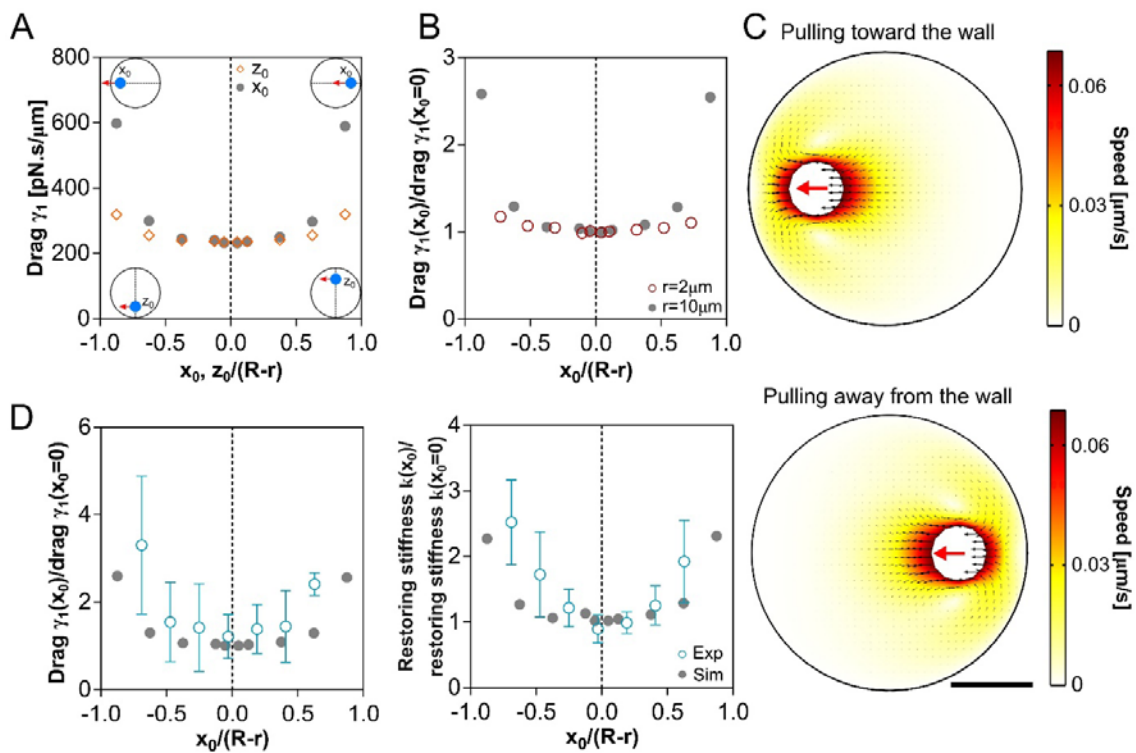 A
Drag γ₁ [pN.s/μm]
800
600
400
200
0
x₀
x₀
z₀
x₀
z₀
z₀
-1.0 -0.5 0.0 0.5 1.0
x₀, z₀/(R-r)
B
Drag γ₁(x₀)/drag γ₁(x₀=0)
3
2
1
0
r=2μm
r=10μm
-1.0 -0.5 0.0 0.5 1.0
x₀/(R-r)
C
Pulling toward the wall
0.06
0.03
0
Speed [μm/s]
Pulling away from the wall
0.06
0.03
0
Speed [μm/s]
D
Drag γ₁(x₀)/drag γ₁(x₀=0)
6
4
2
0
-1.0 -0.5 0.0 0.5 1.0
x₀/(R-r)
Restoring stiffness k(x₀)/
restoring stiffness k(x₀=0)
4
3
2
1
0
Exp
Sim
-1.0 -0.5 0.0 0.5 1.0
x₀/(R-r)